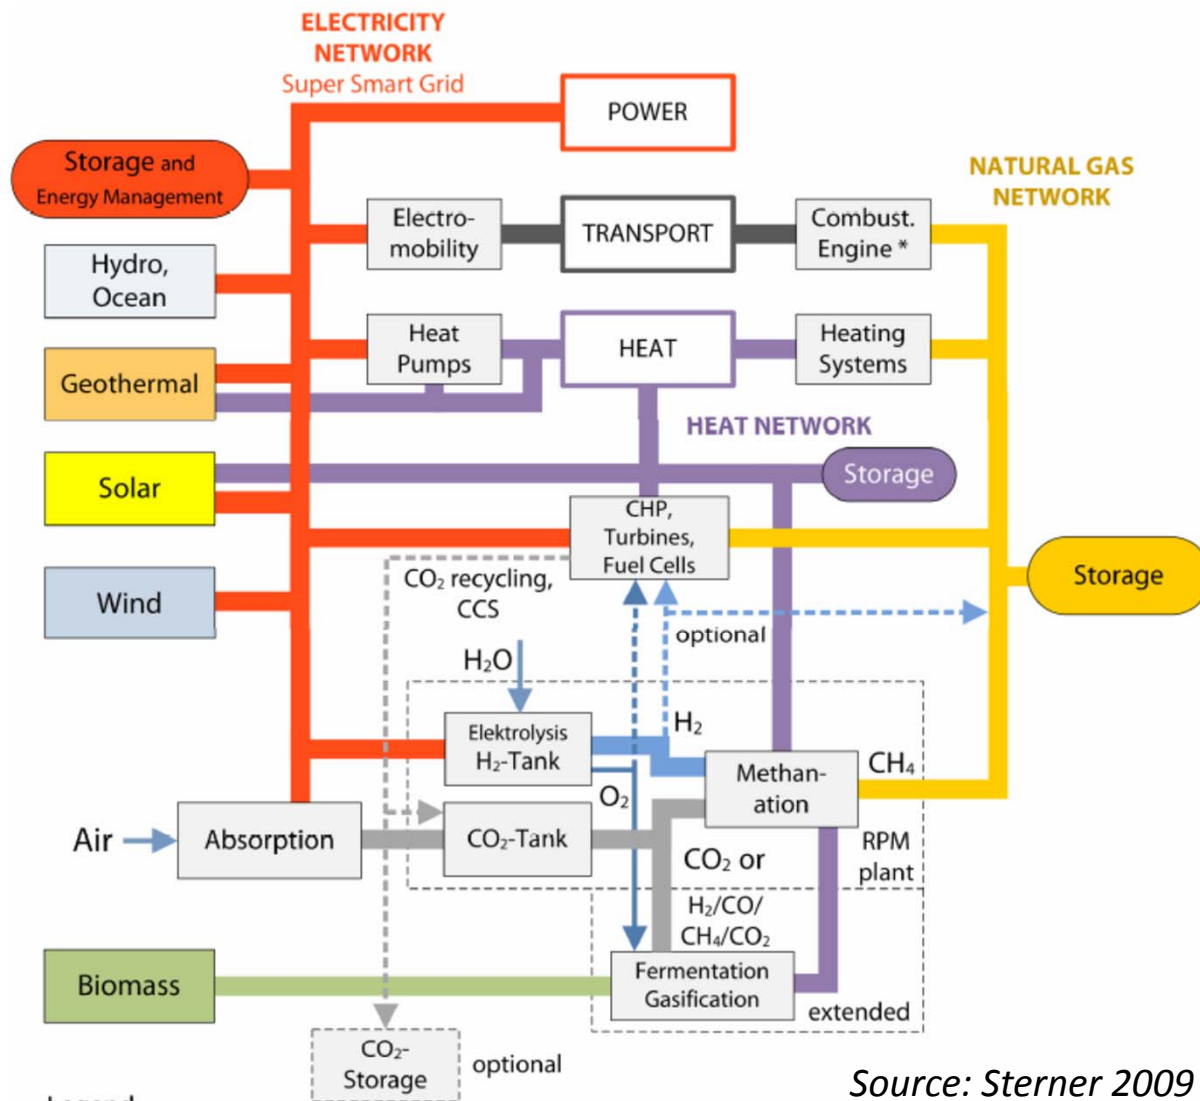 ELECTRICITY
NETWORK
Super Smart Grid
POWER
Storage and
Energy Management
NATURAL GAS
NETWORK
Electro-
mobility
TRANSPORT
Combust.
Engine *
Hydro,
Ocean
Heat
Pumps
HEAT
Heating
Systems
Geothermal
HEAT NETWORK
Solar
Storage
CHP,
Turbines,
Fuel Cells
CO₂ recycling,
CCS
Storage
Wind
optional
H₂O
Elektrolysis
H₂-Tank
H₂
O₂
Methan-
ation
CH₄
Air
Absorption
CO₂-Tank
CO₂ or
RPM
plant
H₂/CO/
CH₄/CO₂
Biomass
Fermentation
Gasification
extended
CO₂-
Storage
optional
Source: Sterner 2009